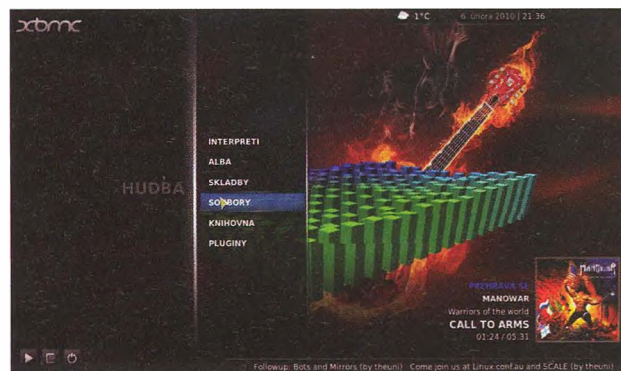 xbmc
1°C 6. února 2010 | 21:36
HUDBA
INTERPRETI
ALBA
SKLADBY
SOUBORY
KNIHOVNA
PLUGINY
PŘEHRÁVÁ SE
MANOWAR
Warriors of the world
CALL TO ARMS
01:24 / 05:31
Manowar
Followup: Bots and Mirrors (by theuni) Come join us at Linux.conf.au and SCALE (by theuni)